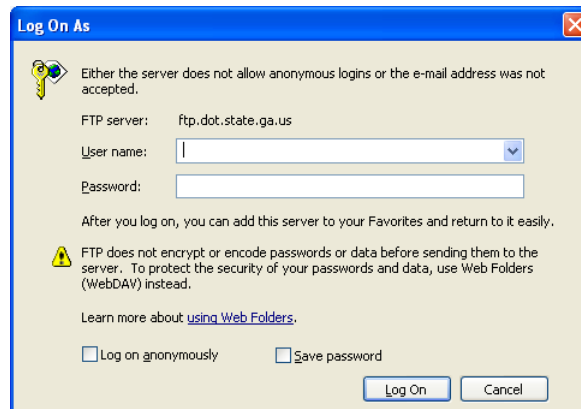 Log On As
Either the server does not allow anonymous logins or the e-mail address was not
accepted.
FTP server: ftp.dot.state.ga.us
User name:
Password:
After you log on, you can add this server to your Favorites and return to it easily.
FTP does not encrypt or encode passwords or data before sending them to the
server. To protect the security of your passwords and data, use Web Folders
(WebDAV) instead.
Learn more about using Web Folders.
Log on anonymously Save password
Log On Cancel